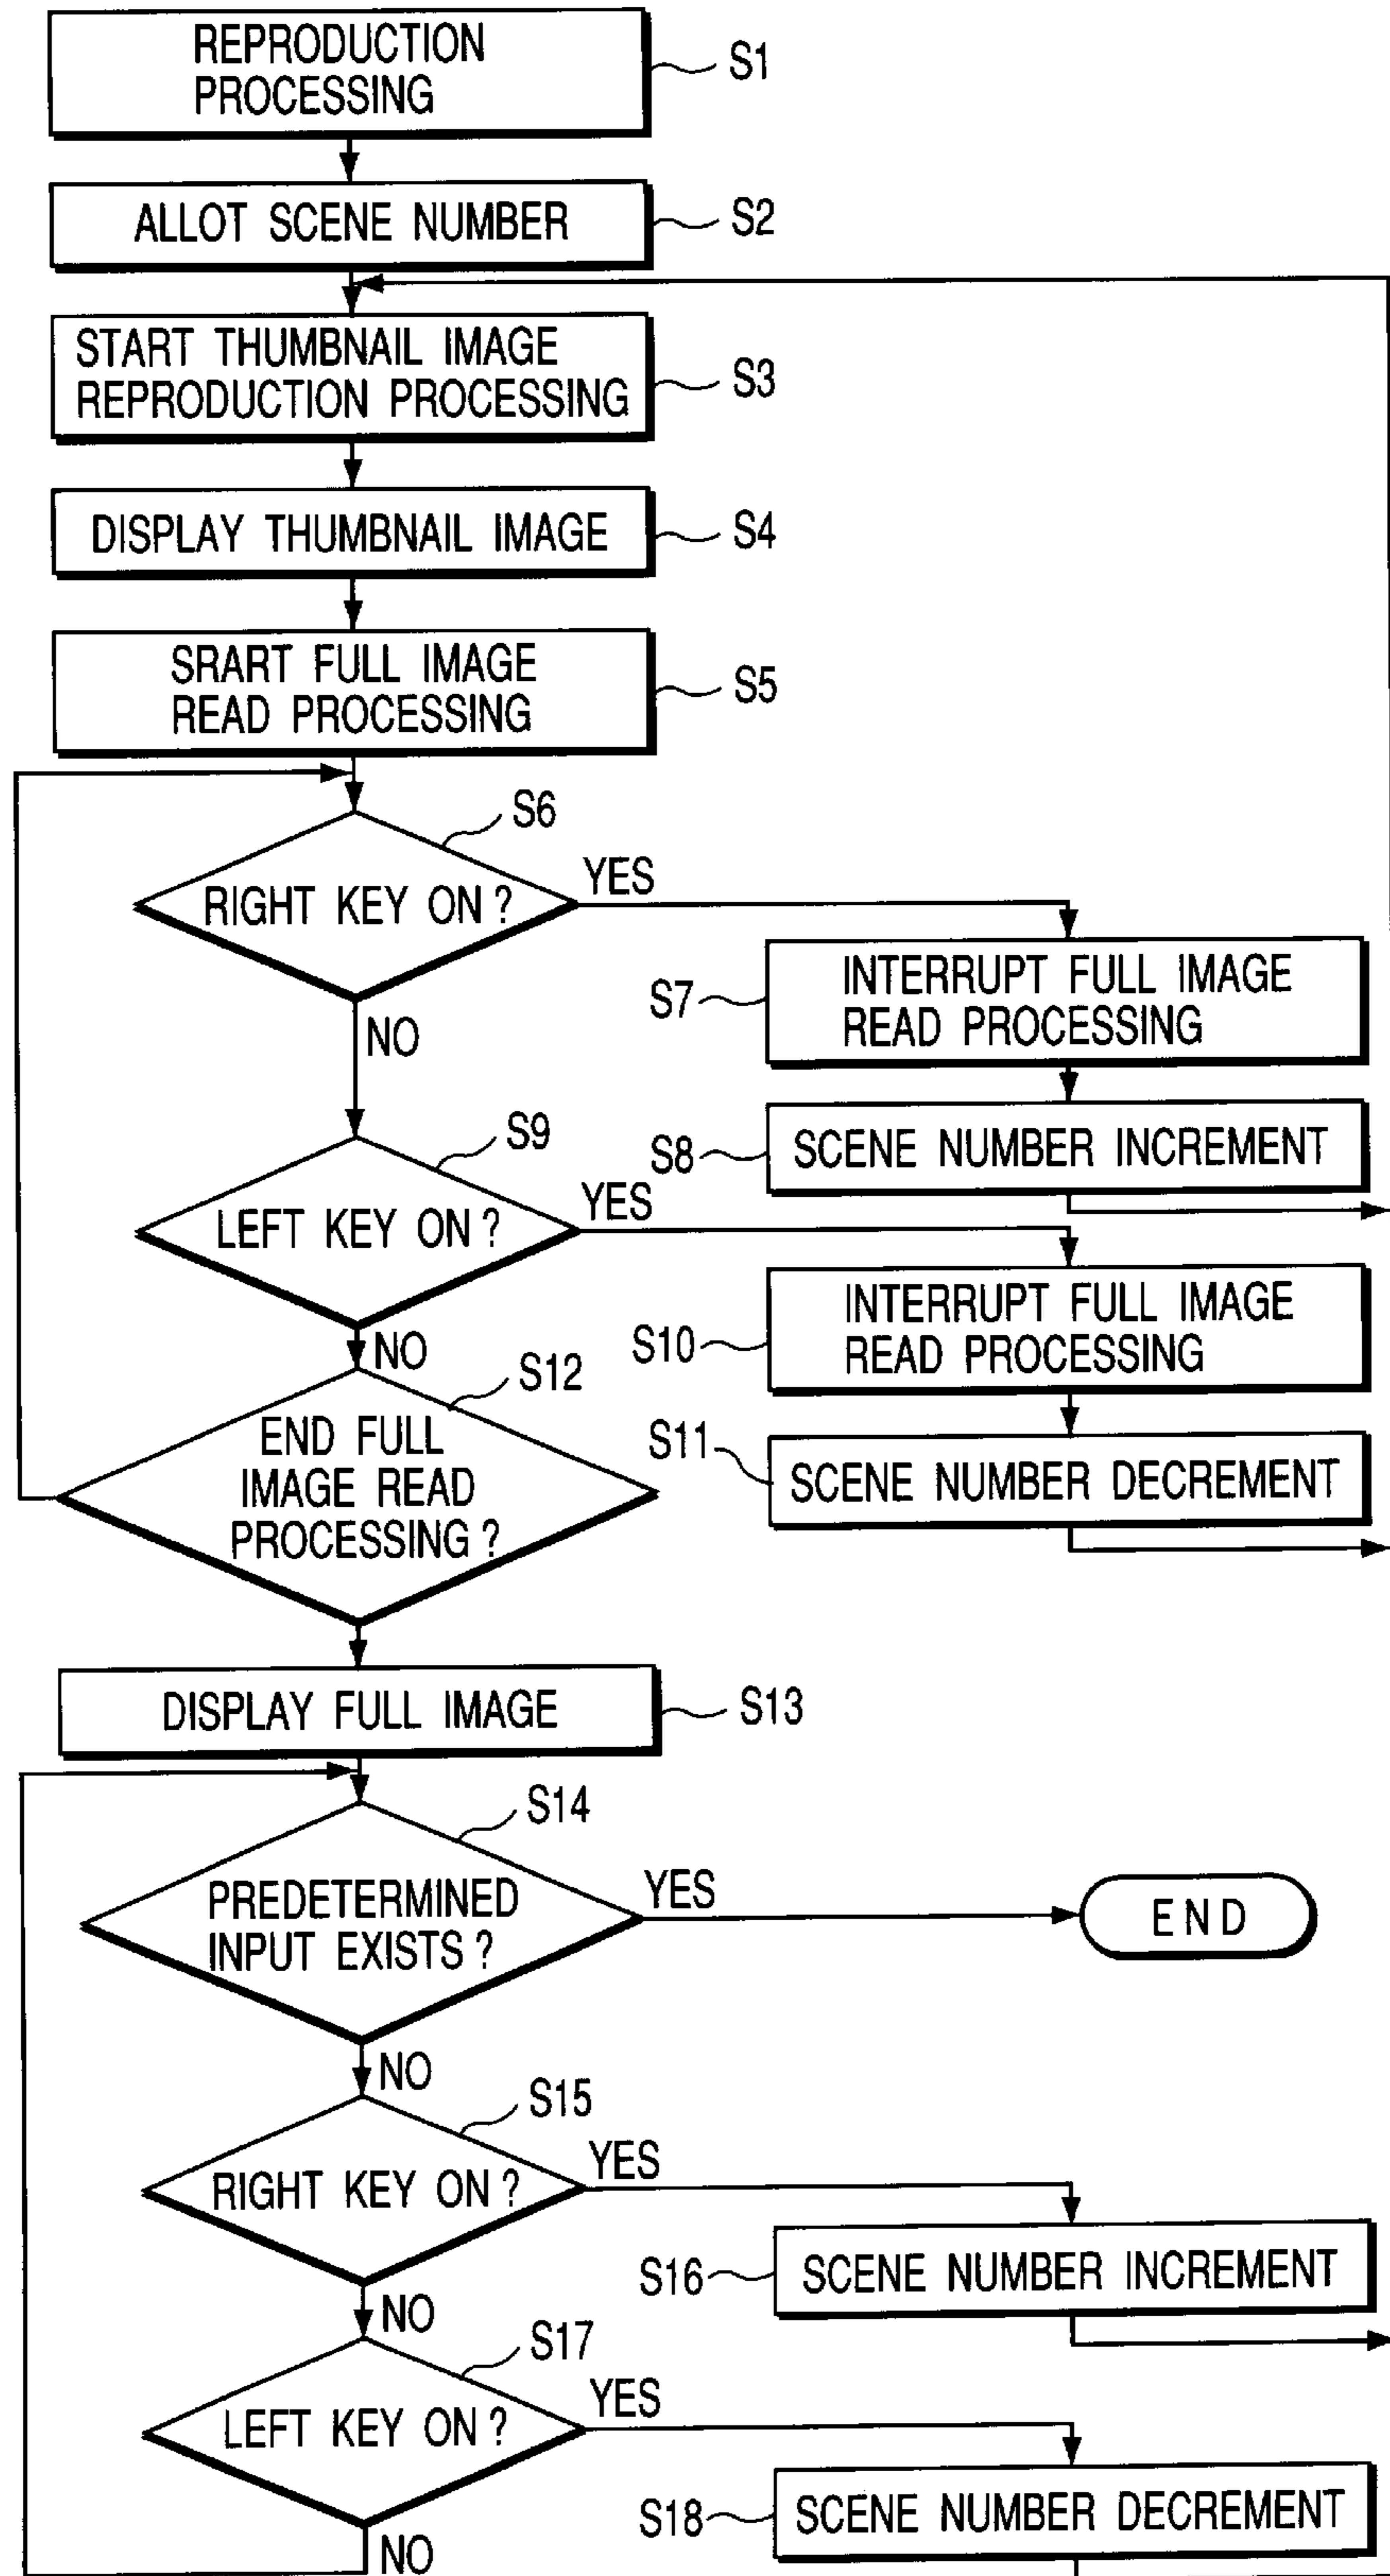 REPRODUCTION
PROCESSING
S1
ALLOT SCENE NUMBER
S2
START THUMBNAIL IMAGE
REPRODUCTION PROCESSING
S3
DISPLAY THUMBNAIL IMAGE
S4
SRART FULL IMAGE
READ PROCESSING
S5
S6
RIGHT KEY ON ?
YES
NO
S7
INTERRUPT FULL IMAGE
READ PROCESSING
S8
SCENE NUMBER INCREMENT
S9
LEFT KEY ON ?
YES
NO
S10
INTERRUPT FULL IMAGE
READ PROCESSING
S11
SCENE NUMBER DECREMENT
S12
END FULL
IMAGE READ
PROCESSING ?
DISPLAY FULL IMAGE
S13
S14
PREDETERMINED
INPUT EXISTS ?
YES
END
NO
S15
RIGHT KEY ON ?
YES
NO
S16
SCENE NUMBER INCREMENT
S17
LEFT KEY ON ?
YES
NO
S18
SCENE NUMBER DECREMENT